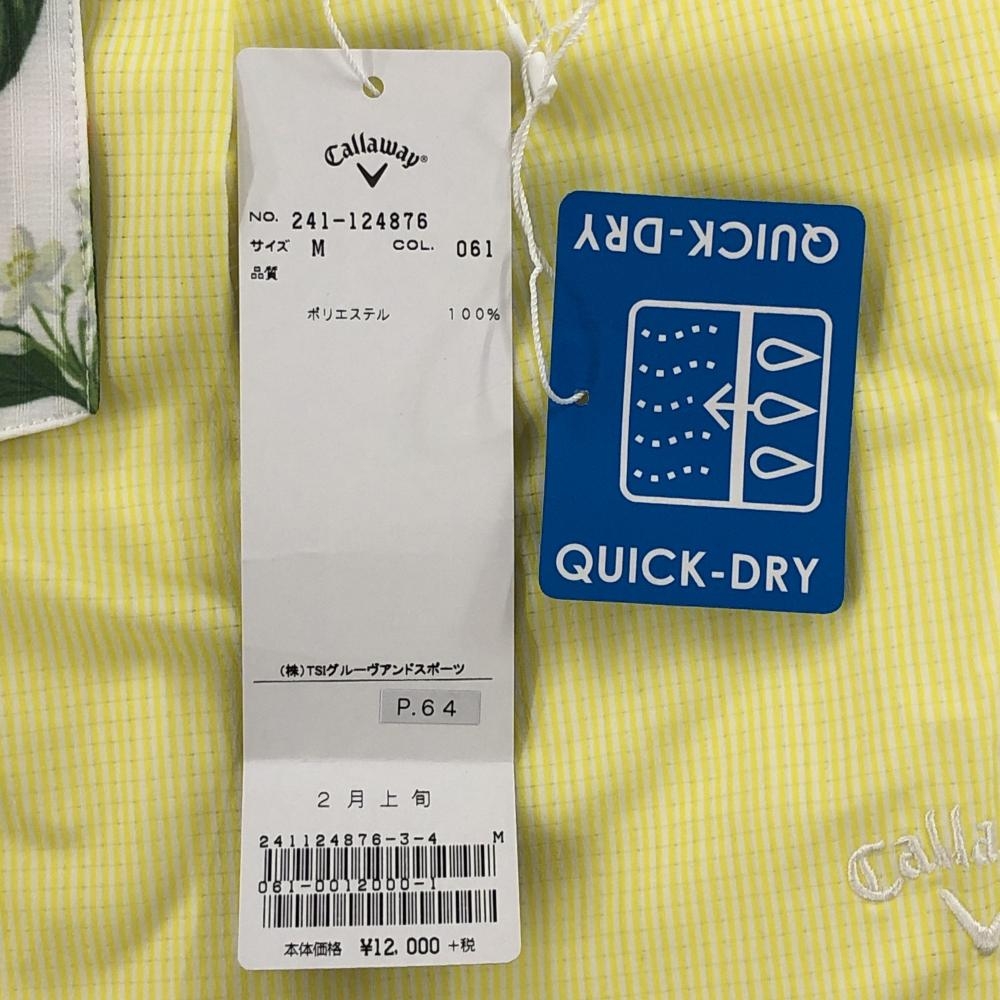 Callaway®
NO. 241-124876
サイズ M COL. 061
品質
ポリエステル 100%
(株)TSIグルーヴアンドスポーツ
P.64
2月上旬
241124876-3-4 M
061-0012000-1
本体価格 ¥12,000 +税
QUICK-DRY
QUICK-DRY
Calla